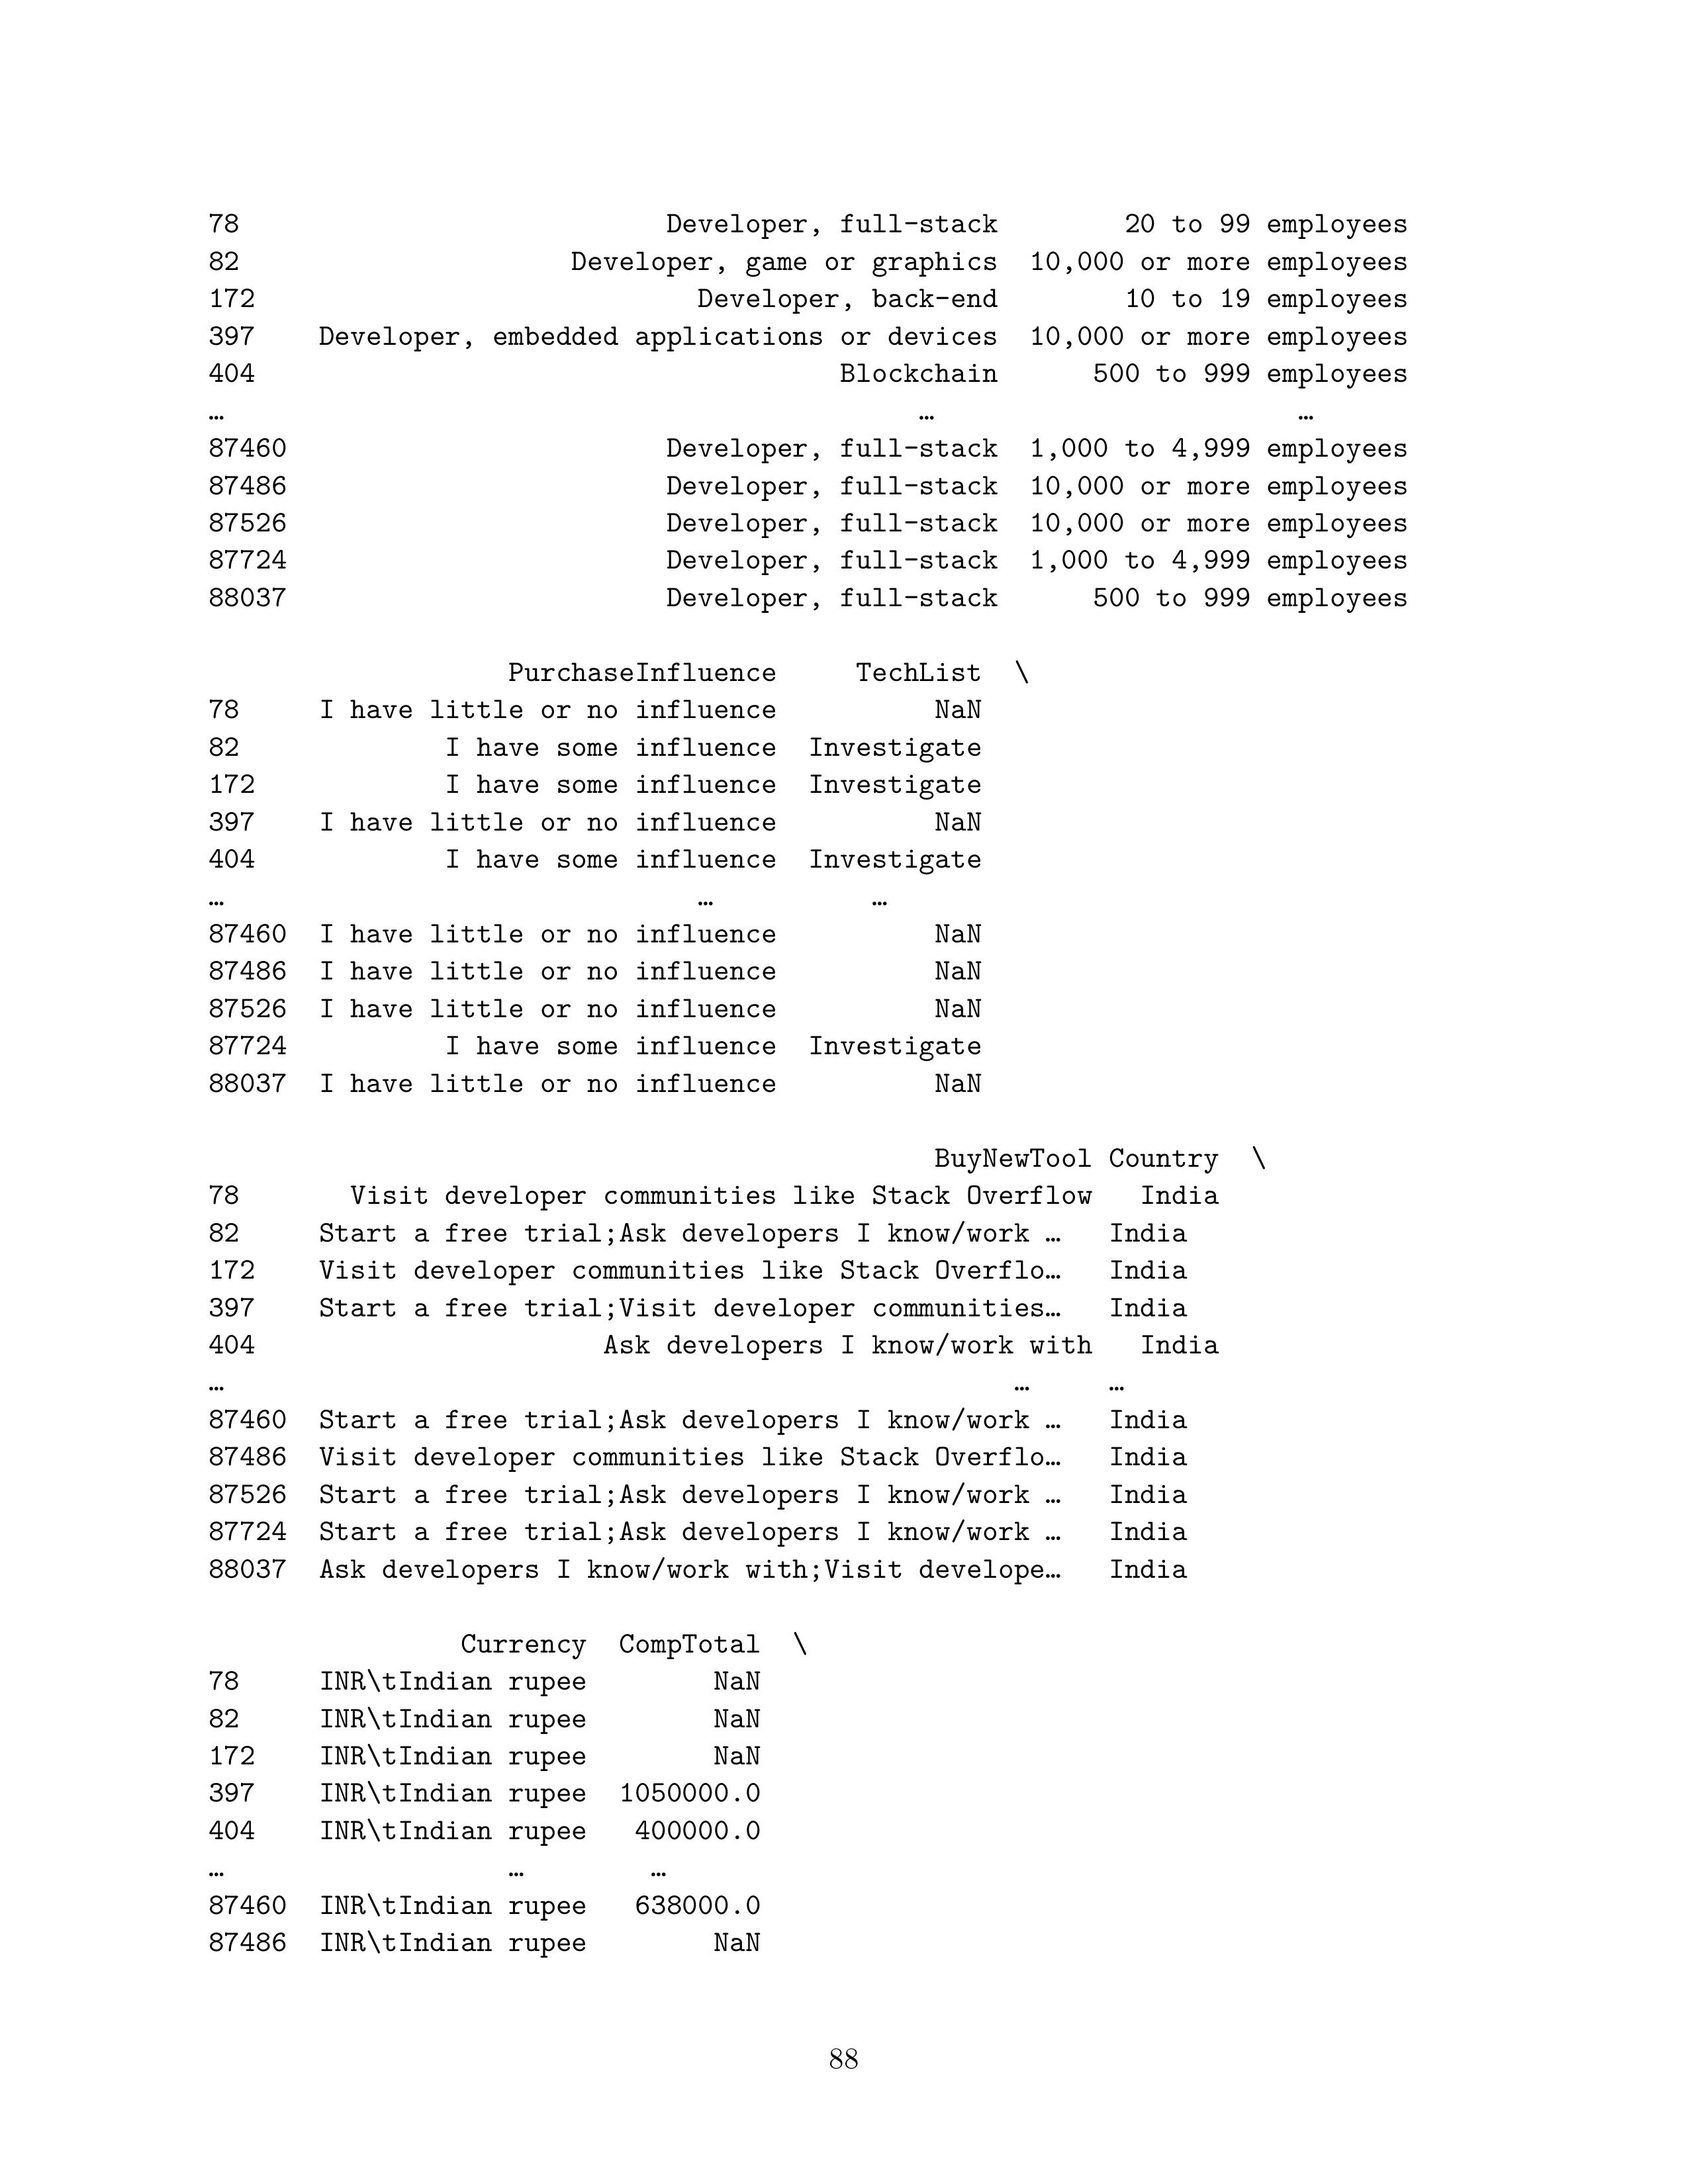 78                           Developer, full-stack        20 to 99 employees
82                     Developer, game or graphics  10,000 or more employees
172                            Developer, back-end        10 to 19 employees
397    Developer, embedded applications or devices  10,000 or more employees
404                                     Blockchain      500 to 999 employees
…                                            …                       …
87460                        Developer, full-stack  1,000 to 4,999 employees
87486                        Developer, full-stack  10,000 or more employees
87526                        Developer, full-stack  10,000 or more employees
87724                        Developer, full-stack  1,000 to 4,999 employees
88037                        Developer, full-stack      500 to 999 employees
                   PurchaseInfluence     TechList  \
78     I have little or no influence          NaN
82             I have some influence  Investigate
172            I have some influence  Investigate
397    I have little or no influence          NaN
404            I have some influence  Investigate
…                              …          …
87460  I have little or no influence          NaN
87486  I have little or no influence          NaN
87526  I have little or no influence          NaN
87724          I have some influence  Investigate
88037  I have little or no influence          NaN
                                              BuyNewTool Country  \
78       Visit developer communities like Stack Overflow   India
82     Start a free trial;Ask developers I know/work …   India
172    Visit developer communities like Stack Overflo…   India
397    Start a free trial;Visit developer communities…   India
404                      Ask developers I know/work with   India
…                                                  …     …
87460  Start a free trial;Ask developers I know/work …   India
87486  Visit developer communities like Stack Overflo…   India
87526  Start a free trial;Ask developers I know/work …   India
87724  Start a free trial;Ask developers I know/work …   India
88037  Ask developers I know/work with;Visit develope…   India
                Currency  CompTotal  \
78     INR\tIndian rupee        NaN
82     INR\tIndian rupee        NaN
172    INR\tIndian rupee        NaN
397    INR\tIndian rupee  1050000.0
404    INR\tIndian rupee   400000.0
…                  …        …
87460  INR\tIndian rupee   638000.0
87486  INR\tIndian rupee        NaN
88